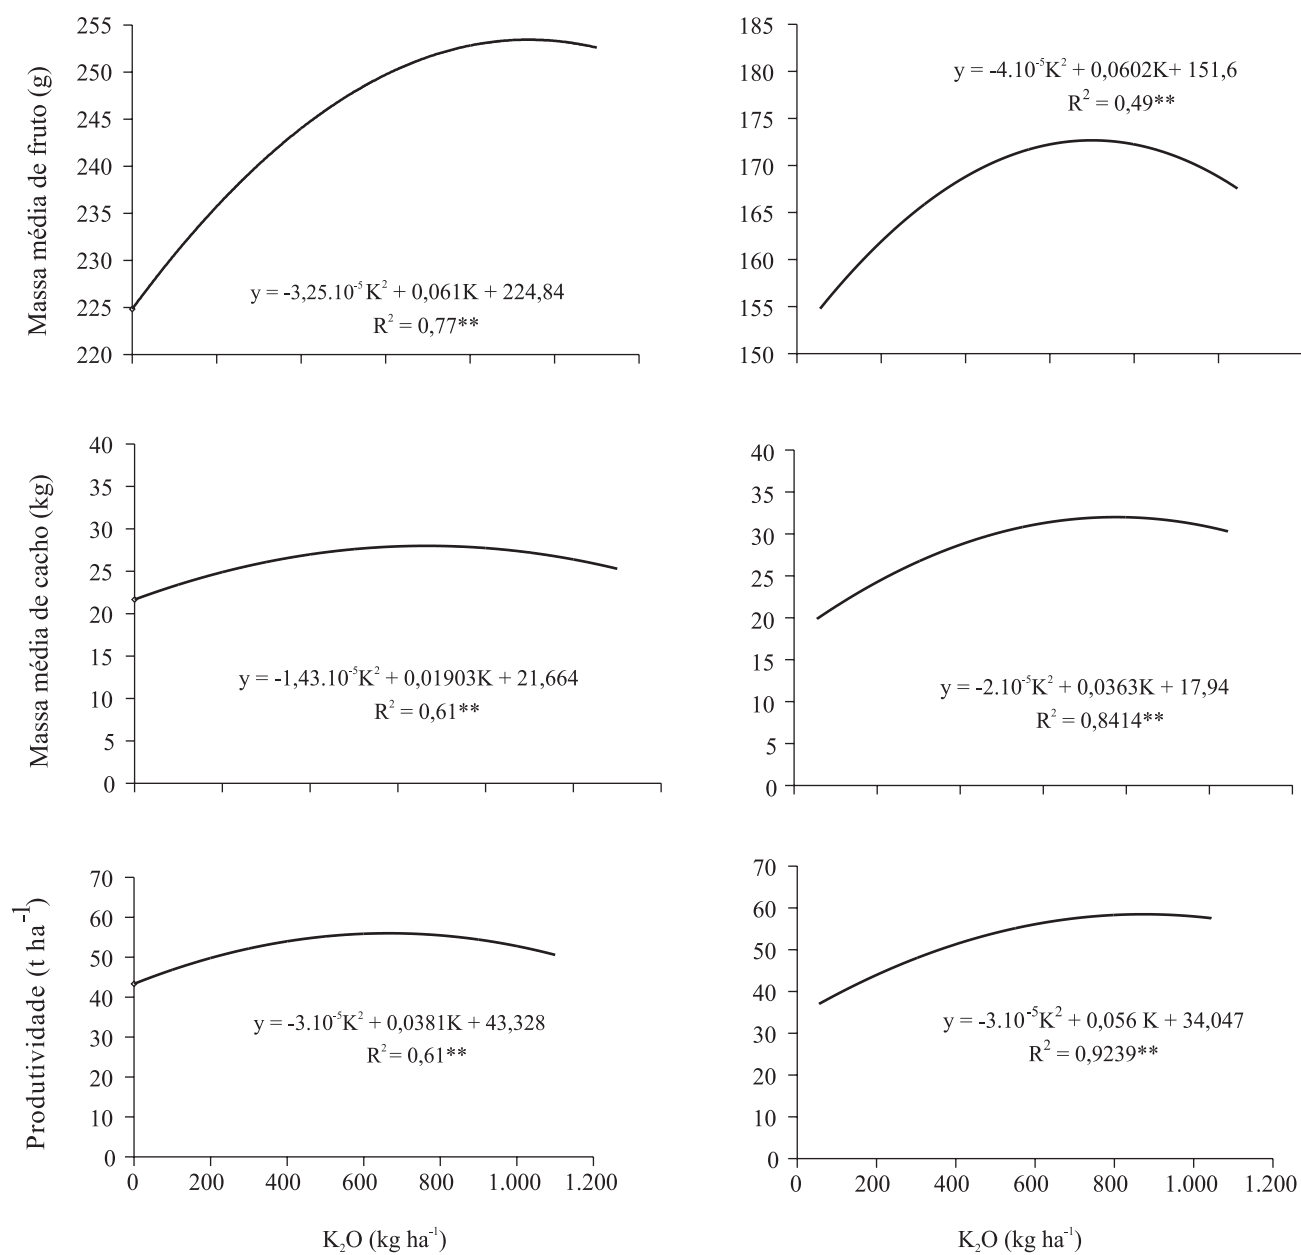 Massa média de fruto (g)
255
250
245
240
235
230
225
220
y = -3,25.10⁻⁵ K² + 0,061K + 224,84
R² = 0,77**
185
180
175
170
165
160
155
150
y = -4.10⁻⁵K² + 0,0602K+ 151,6
R² = 0,49**
Massa média de cacho (kg)
40
35
30
25
20
15
10
5
0
y = -1,43.10⁻⁵K² + 0,01903K + 21,664
R² = 0,61**
40
35
30
25
20
15
10
5
0
y = -2.10⁻⁵K² + 0,0363K + 17,94
R² = 0,8414**
Produtividade (t ha⁻¹)
70
60
50
40
30
20
10
0
y = -3.10⁻⁵K² + 0,0381K + 43,328
R² = 0,61**
0 200 400 600 800 1.000 1.200
K₂O (kg ha⁻¹)
70
60
50
40
30
20
10
0
y = -3.10⁻⁵K² + 0,056 K + 34,047
R² = 0,9239**
0 200 400 600 800 1.000 1.200
K₂O (kg ha⁻¹)